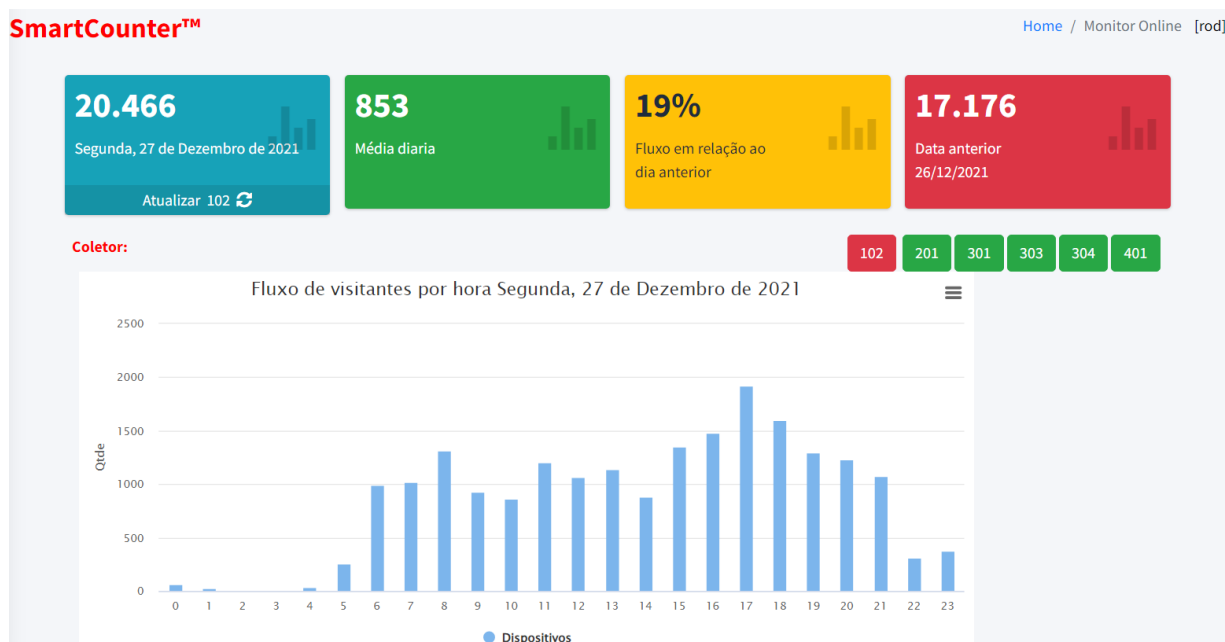 SmartCounter™
Home / Monitor Online [rod]
20.466
Segunda, 27 de Dezembro de 2021
Atualizar 102
853
Média diaria
19%
Fluxo em relação ao
dia anterior
17.176
Data anterior
26/12/2021
Coletor:
102 201 301 303 304 401
Fluxo de visitantes por hora Segunda, 27 de Dezembro de 2021
2500
2000
1500
1000
500
0
Qtde
0 1 2 3 4 5 6 7 8 9 10 11 12 13 14 15 16 17 18 19 20 21 22 23
Dispositivos